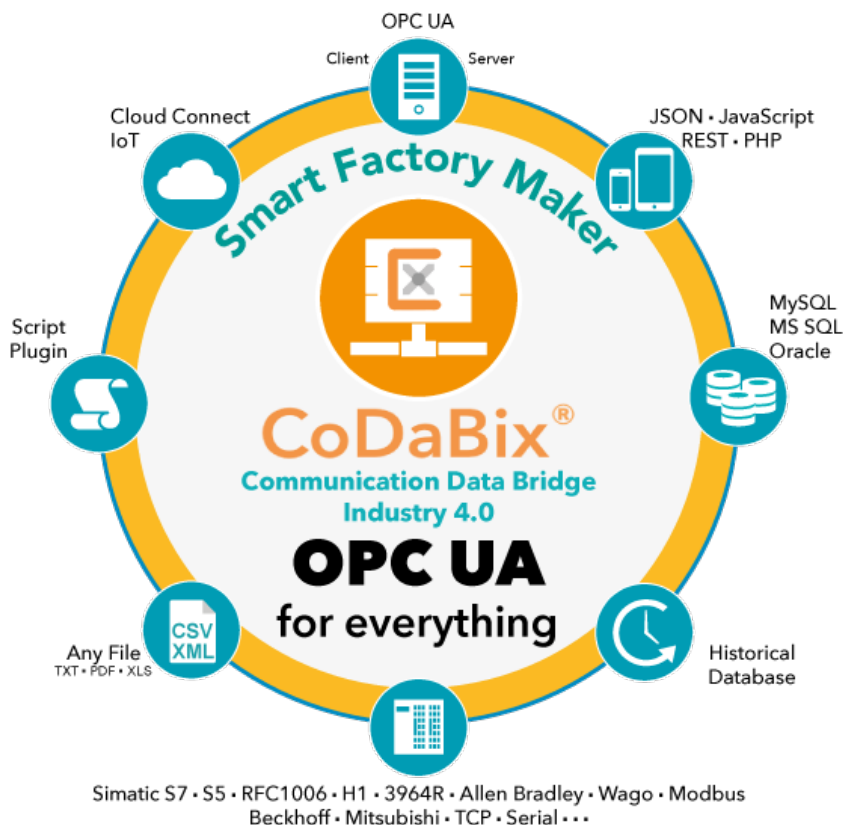 OPC UA
Client
Server
Cloud Connect
IoT
JSON · JavaScript
REST · PHP
Smart Factory Maker
Script
Plugin
MySQL
MS SQL
Oracle
CoDaBix®
Communication Data Bridge
Industry 4.0
OPC UA
for everything
CSV
XML
Any File
TXT · PDF · XLS
Historical
Database
Simatic S7 · S5 · RFC1006 · H1 · 3964R · Allen Bradley · Wago · Modbus
Beckhoff · Mitsubishi · TCP · Serial · · ·